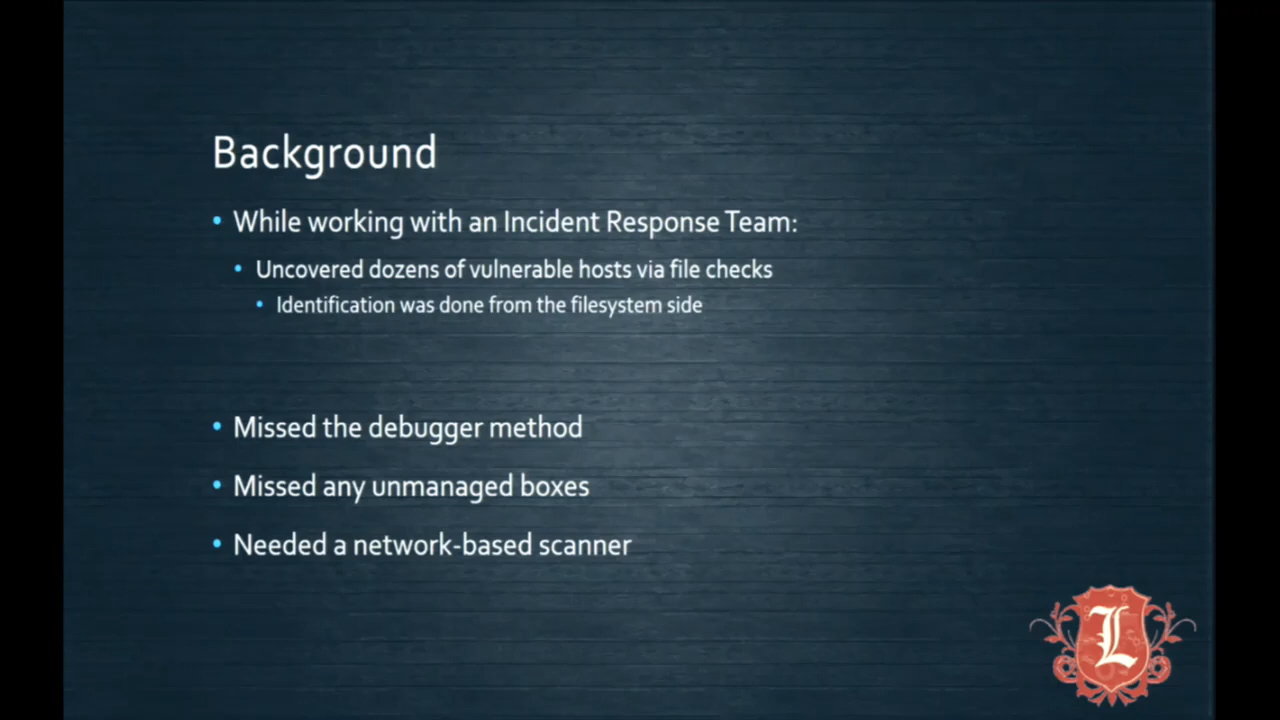 Background
• While working with an Incident Response Team:
• Uncovered dozens of vulnerable hosts via file checks
• Identification was done from the filesystem side
• Missed the debugger method
• Missed any unmanaged boxes
• Needed a network-based scanner
L